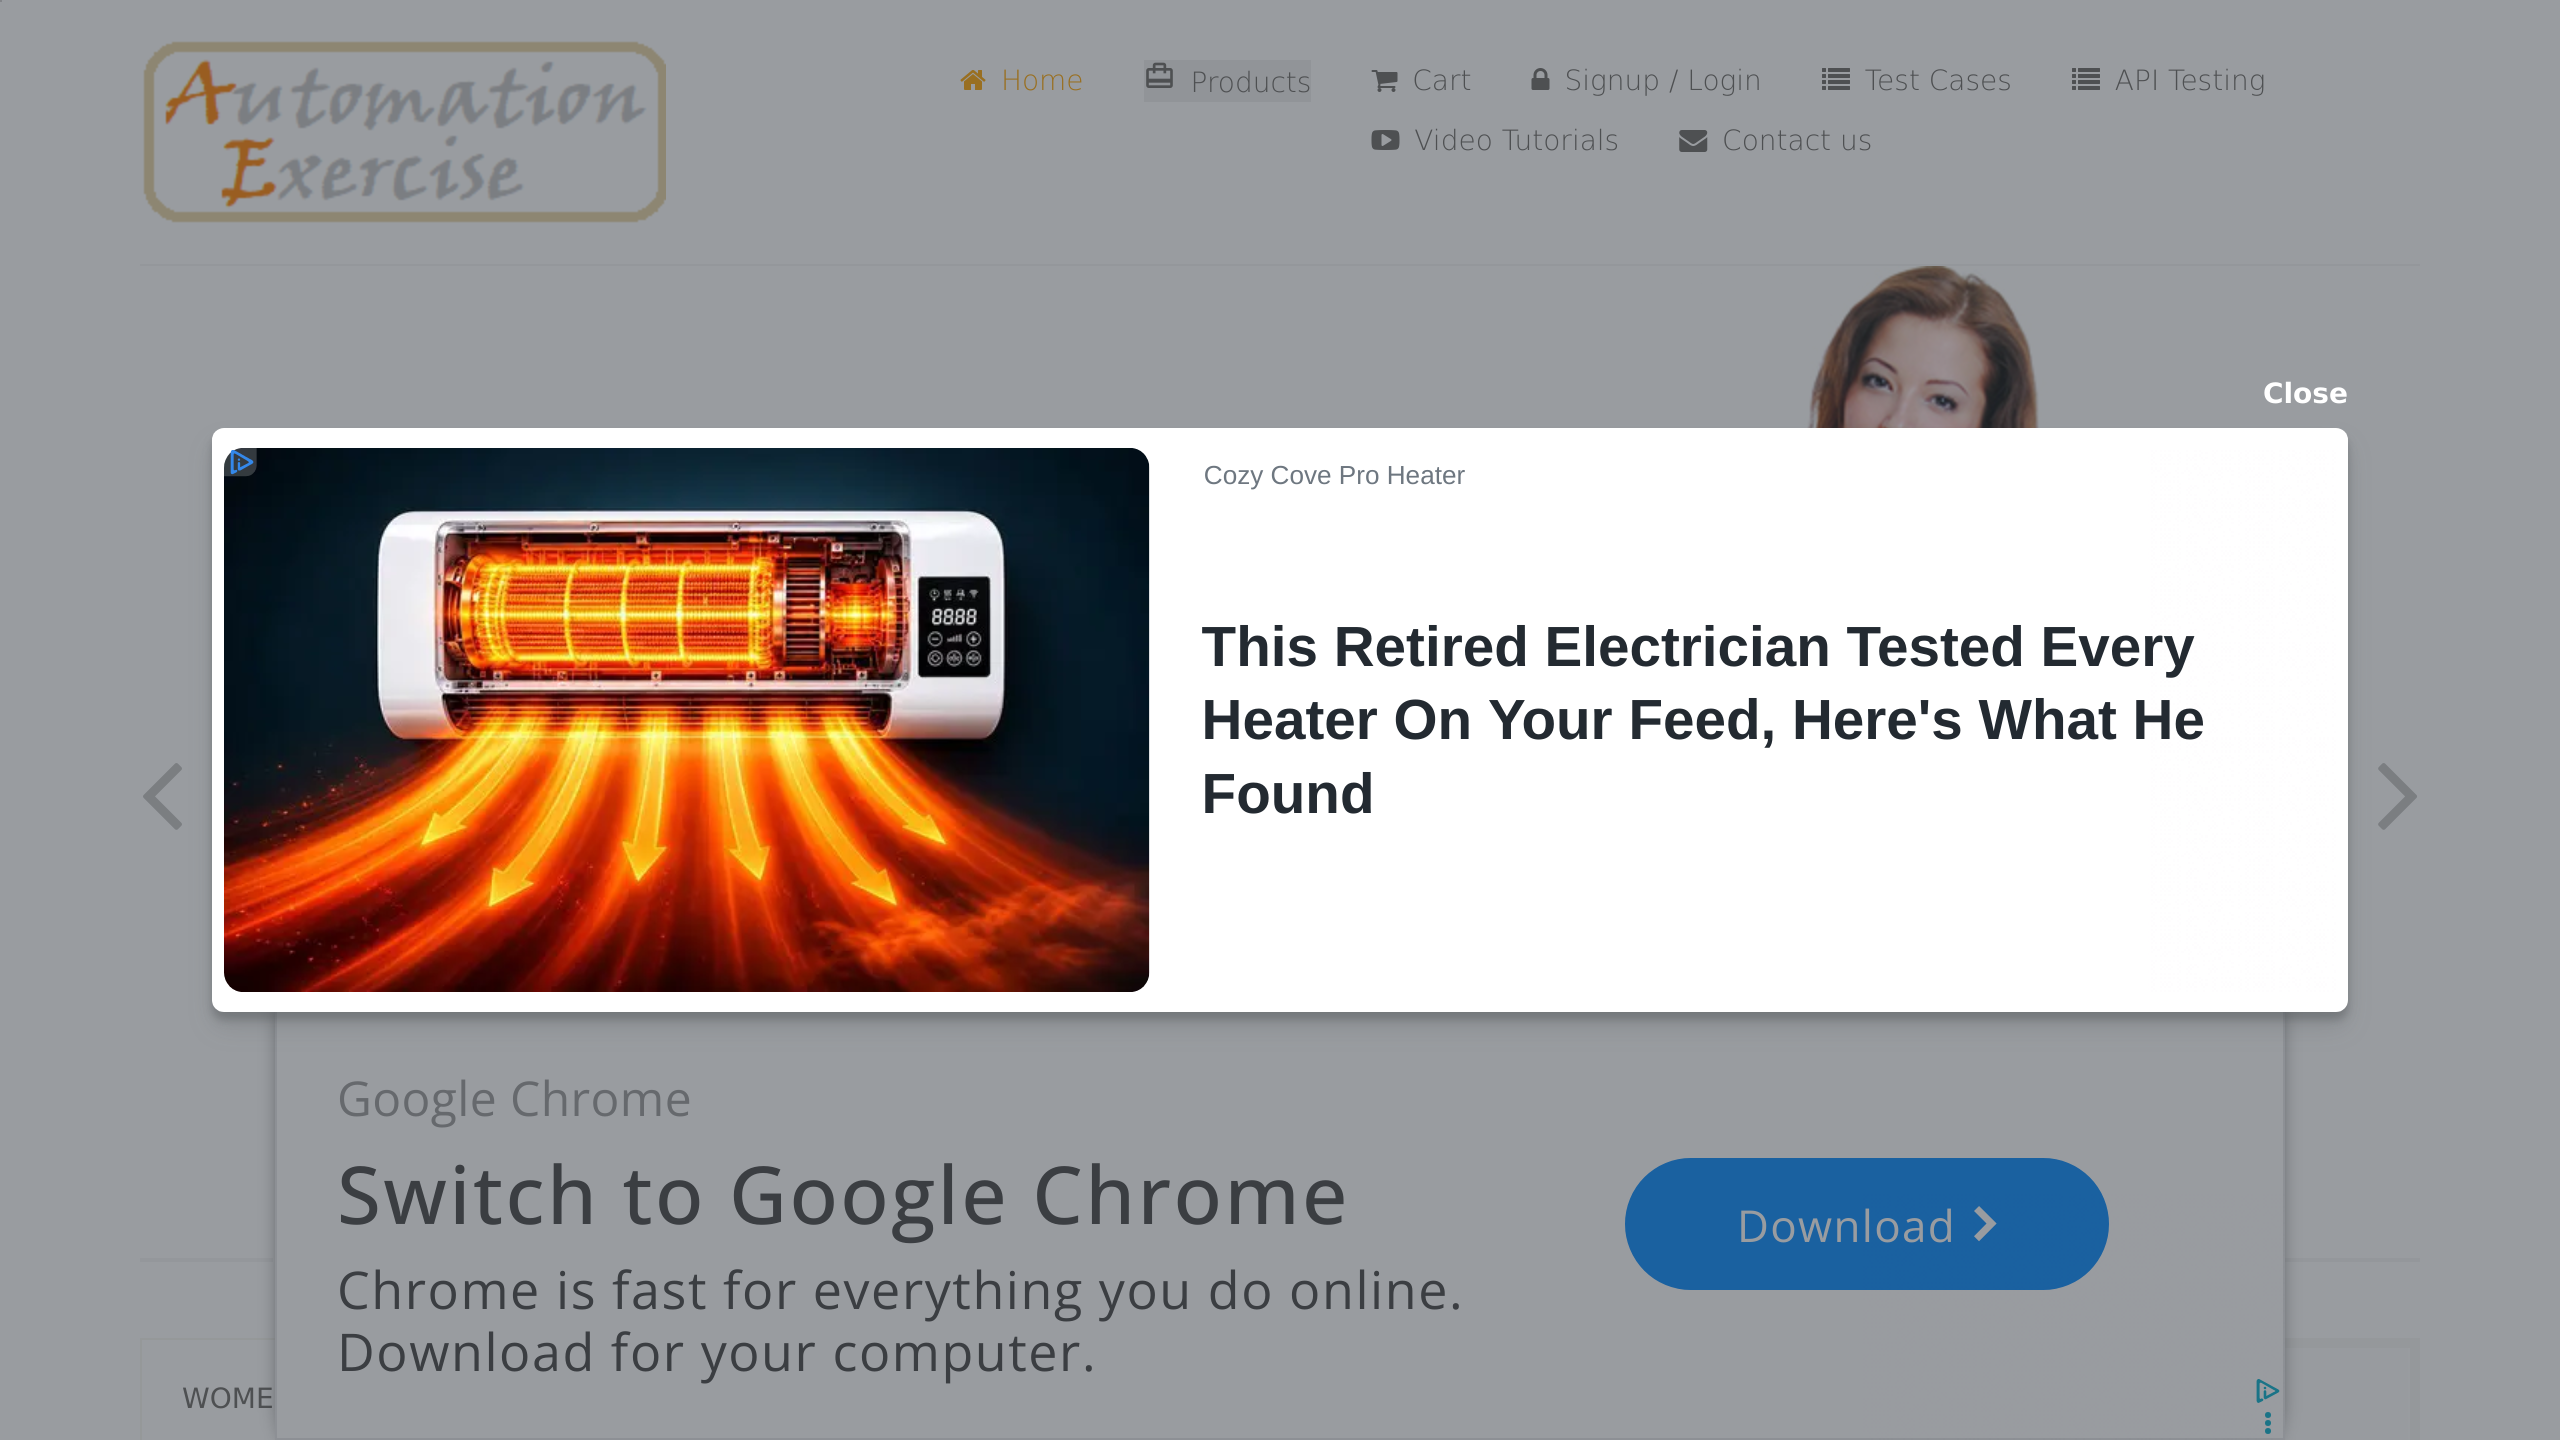 Automation
Exercise
Home
Products
Cart
Signup / Login
Test Cases
API Testing
Video Tutorials
Contact us
Close
Cozy Cove Pro Heater
This Retired Electrician Tested Every
Heater On Your Feed, Here's What He
Found
88:88
Google Chrome
Switch to Google Chrome
Chrome is fast for everything you do online.
Download for your computer.
Download
WOME